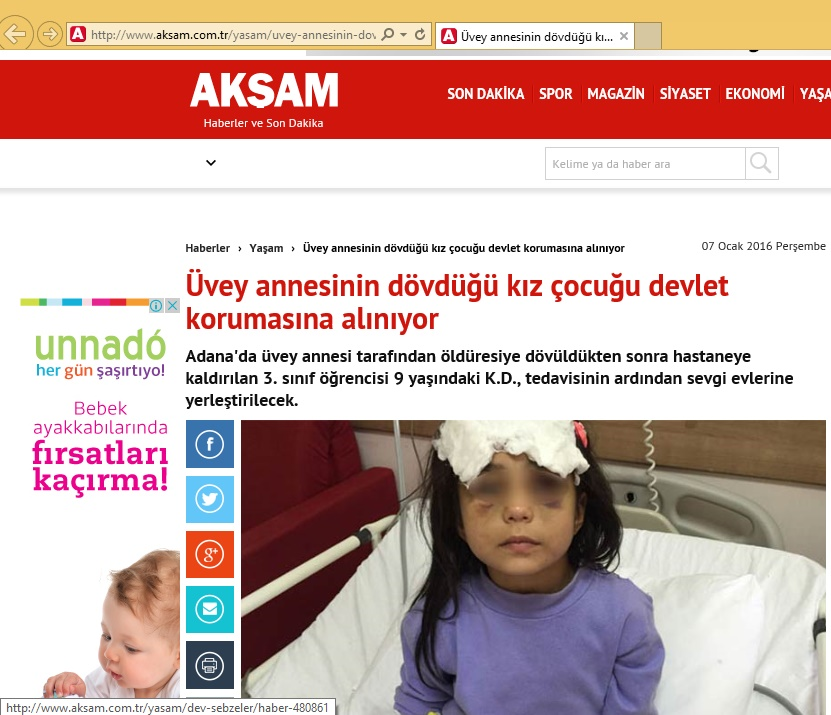 http://www.aksam.com.tr/yasam/uvey-annesinin-dov
Üvey annesinin dövdüğü kı...
AKŞAM
Haberler ve Son Dakika
SON DAKİKA
SPOR
MAGAZİN
SİYASET
EKONOMİ
YAŞA
Kelime ya da haber ara
Haberler › Yaşam › Üvey annesinin dövdüğü kız çocuğu devlet korumasına alınıyor
07 Ocak 2016 Perşembe
Üvey annesinin dövdüğü kız çocuğu devlet
korumasına alınıyor
Adana'da üvey annesi tarafından öldüresiye dövüldükten sonra hastaneye
kaldırılan 3. sınıf öğrencisi 9 yaşındaki K.D., tedavisinin ardından sevgi evlerine
yerleştirilecek.
unnadó
her gün şaşırtıyo!
Bebek
ayakkabılarında
fırsatları
kaçırma!
http://www.aksam.com.tr/yasam/dev-sebzeler/haber-480861